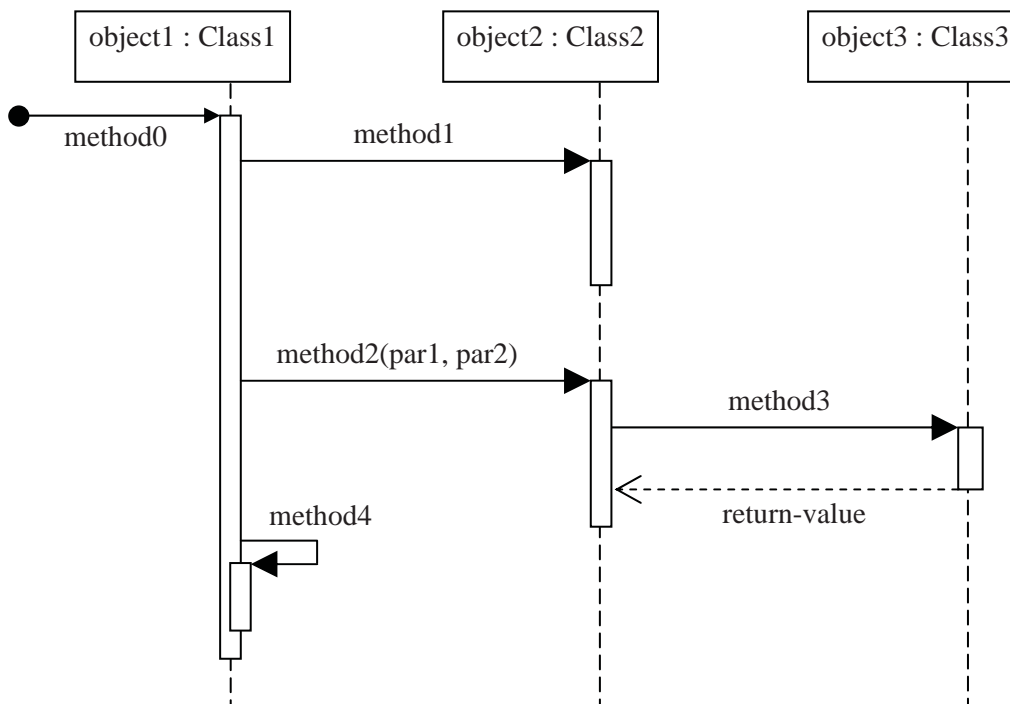 object1 : Class1
object2 : Class2
object3 : Class3
method0
method1
method2(par1, par2)
method3
return-value
method4